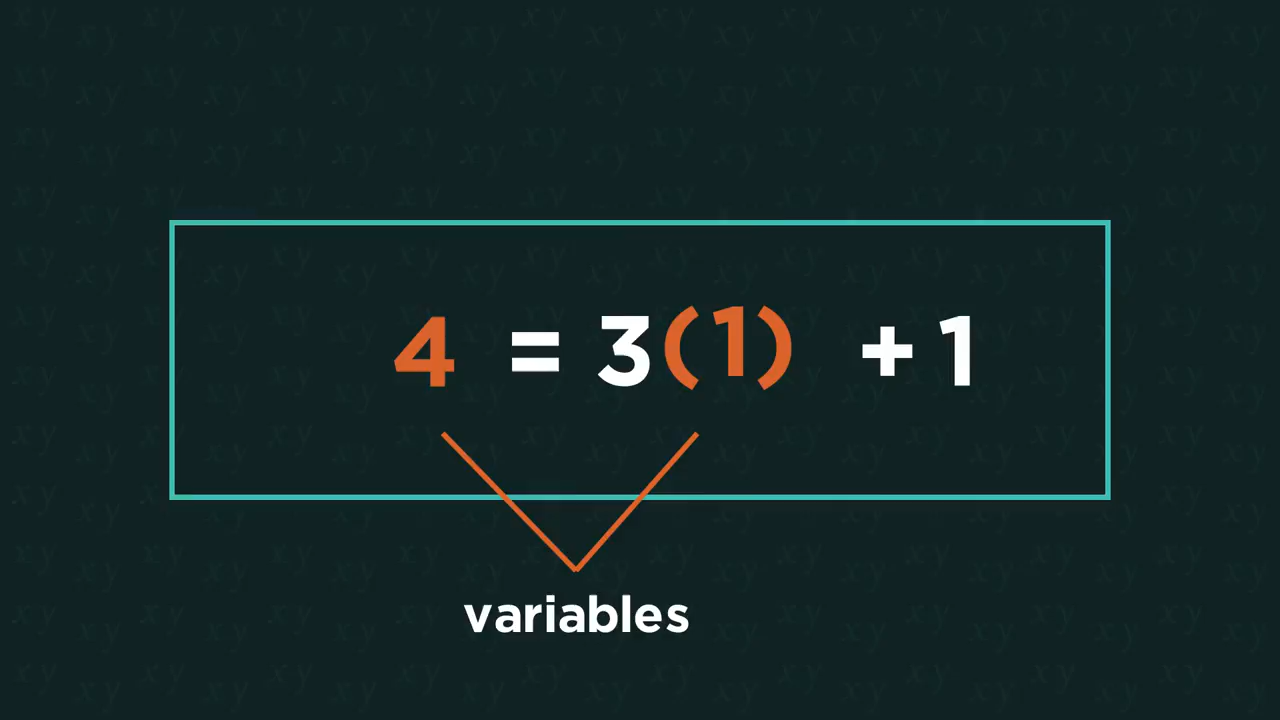 4 = 3(1) + 1
variables